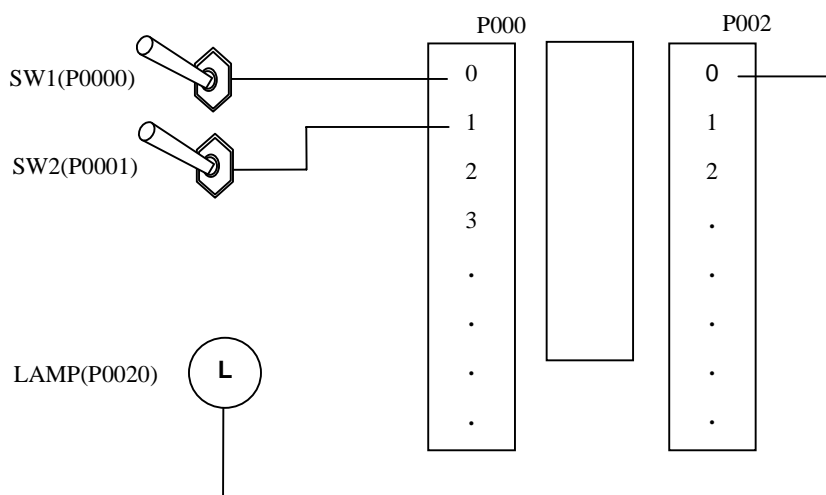 P000
P002
SW1(P0000)
SW2(P0001)
LAMP(P0020)
L
0
1
2
3
.
.
.
.
0
1
2
.
.
.
.
.